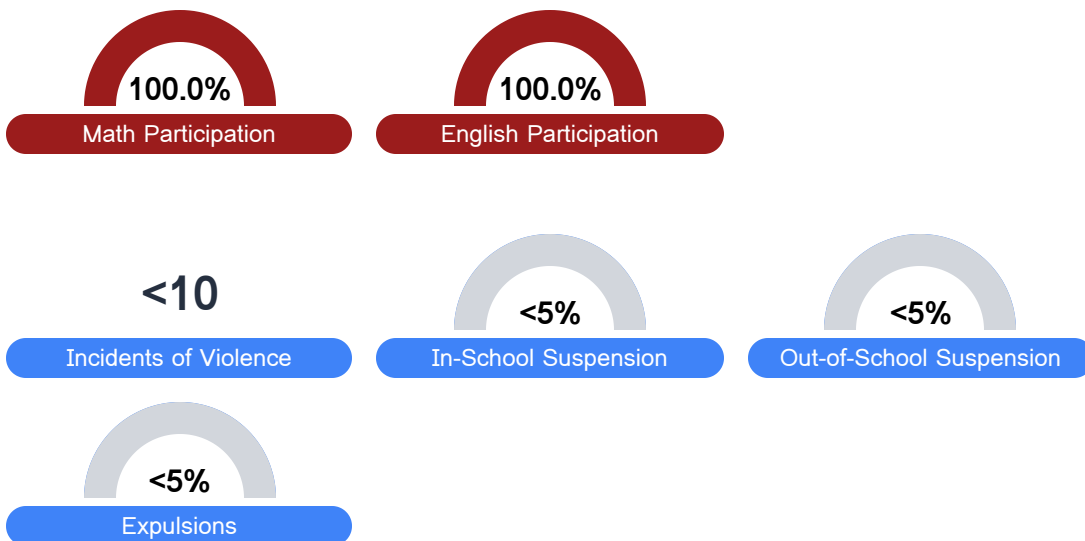 100.0%
Math Participation
100.0%
English Participation
<10
Incidents of Violence
<5%
In-School Suspension
<5%
Out-of-School Suspension
<5%
Expulsions